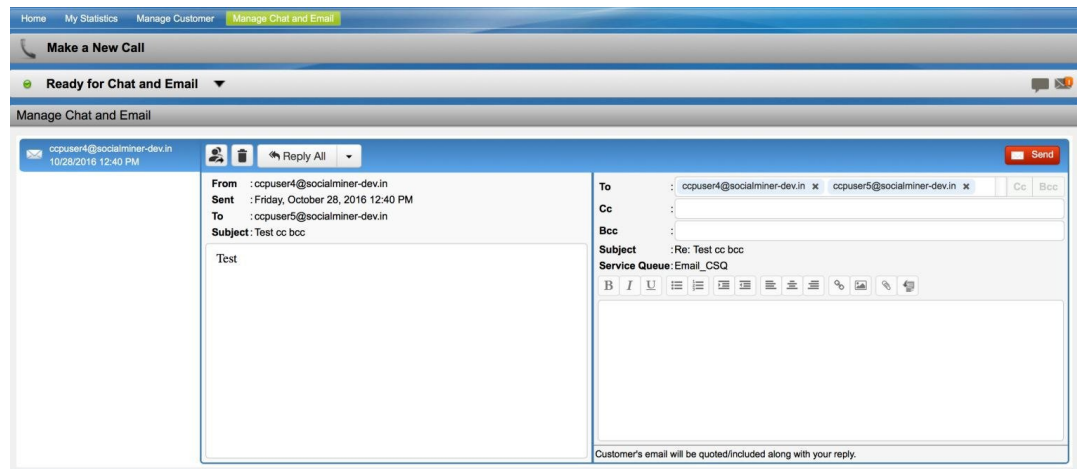 Home My Statistics Manage Customer Manage Chat and Email
Make a New Call
Ready for Chat and Email
Manage Chat and Email
ccpuser4@socialminer-dev.in
10/28/2016 12:40 PM
Reply All
Send
From : ccpuser4@socialminer-dev.in
Sent : Friday, October 28, 2016 12:40 PM
To : ccpuser5@socialminer-dev.in
Subject : Test cc bcc
Test
To : ccpuser4@socialminer-dev.in x ccpuser5@socialminer-dev.in x Cc Bcc
Cc :
Bcc :
Subject : Re: Test cc bcc
Service Queue: Email_CSQ
B I U
Customer's email will be quoted/included along with your reply.